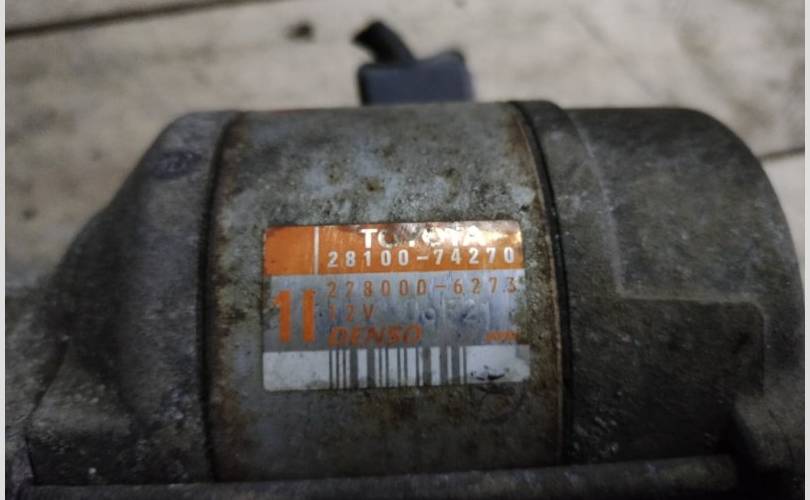 TOYOTA
28100-74270
228000-6273
11 12V
DENSO